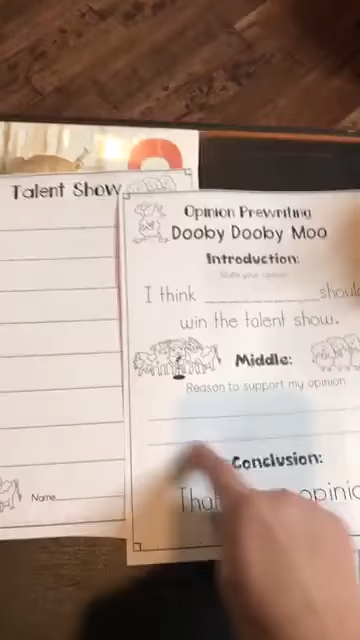 Talent Show
Name
Opinion Prewriting
Dooby Dooby Moo
Introduction:
State your opinion
I think ____________ should
win the talent show.
Middle:
Reason to support my opinion
Conclusion: